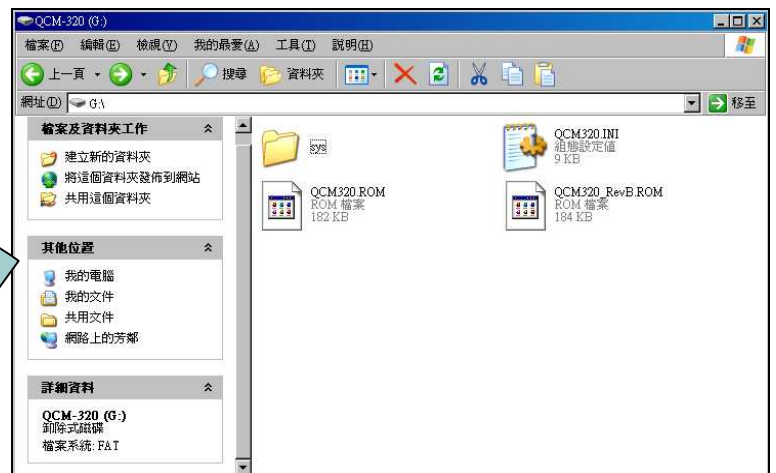 QCM-320 (G:)
檔案(F) 編輯(E) 檢視(V) 我的最愛(A) 工具(T) 說明(H)
上一頁 搜尋 資料夾
網址(D) G:\ 移至
檔案及資料夾工作
建立新的資料夾
將這個資料夾發佈到網站
共用這個資料夾
其他位置
我的電腦
我的文件
共用文件
網路上的芳鄰
詳細資料
QCM-320 (G:)
卸除式磁碟
檔案系統: FAT
sys
QCM320.INI
組態設定值
9 KB
QCM320.ROM
ROM 檔案
182 KB
QCM320_RevB.ROM
ROM 檔案
184 KB